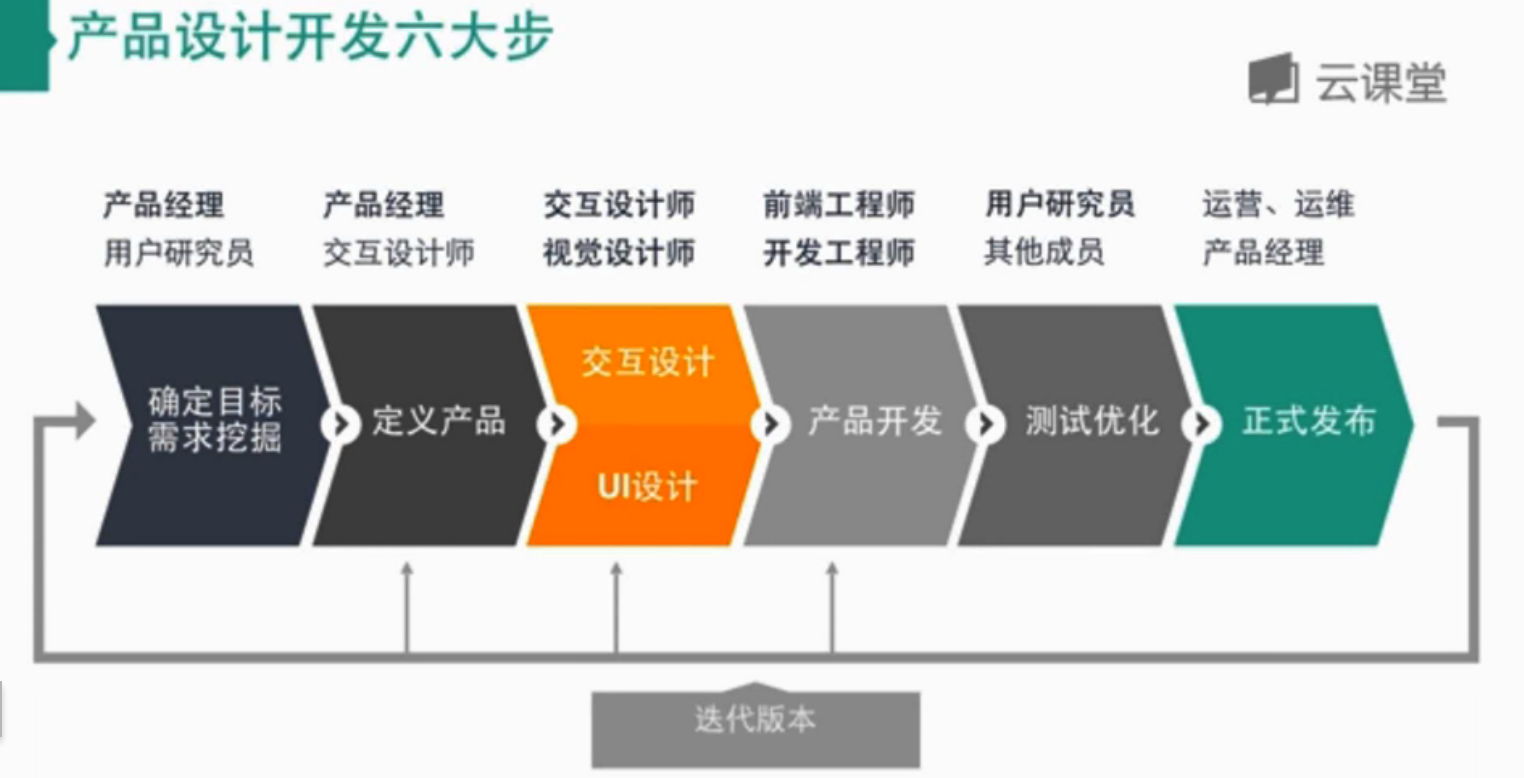 产品设计开发六大步
云课堂
产品经理
用户研究员
产品经理
交互设计师
交互设计师
视觉设计师
前端工程师
开发工程师
用户研究员
其他成员
运营、运维
产品经理
确定目标
需求挖掘
定义产品
交互设计
UI设计
产品开发
测试优化
正式发布
迭代版本